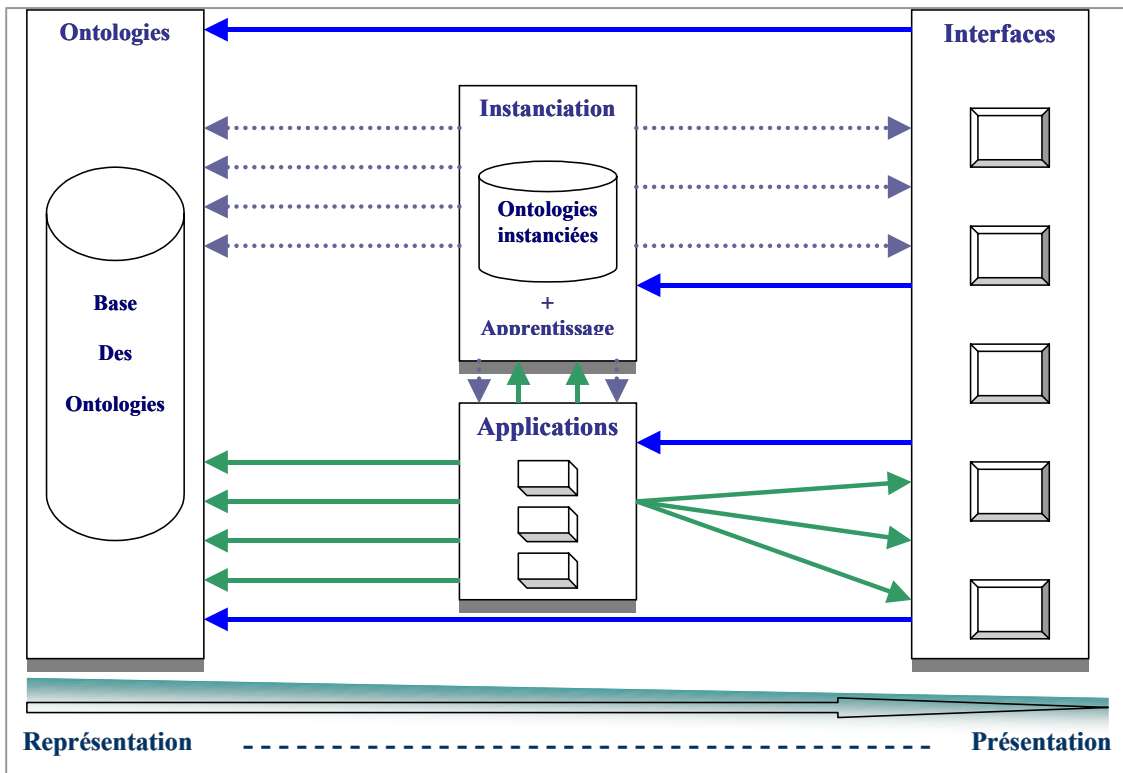 Ontologies
Interfaces
Instanciation
Ontologies
instanciées
+
Apprentissage
Base
Des
Ontologies
Applications
Représentation
Présentation